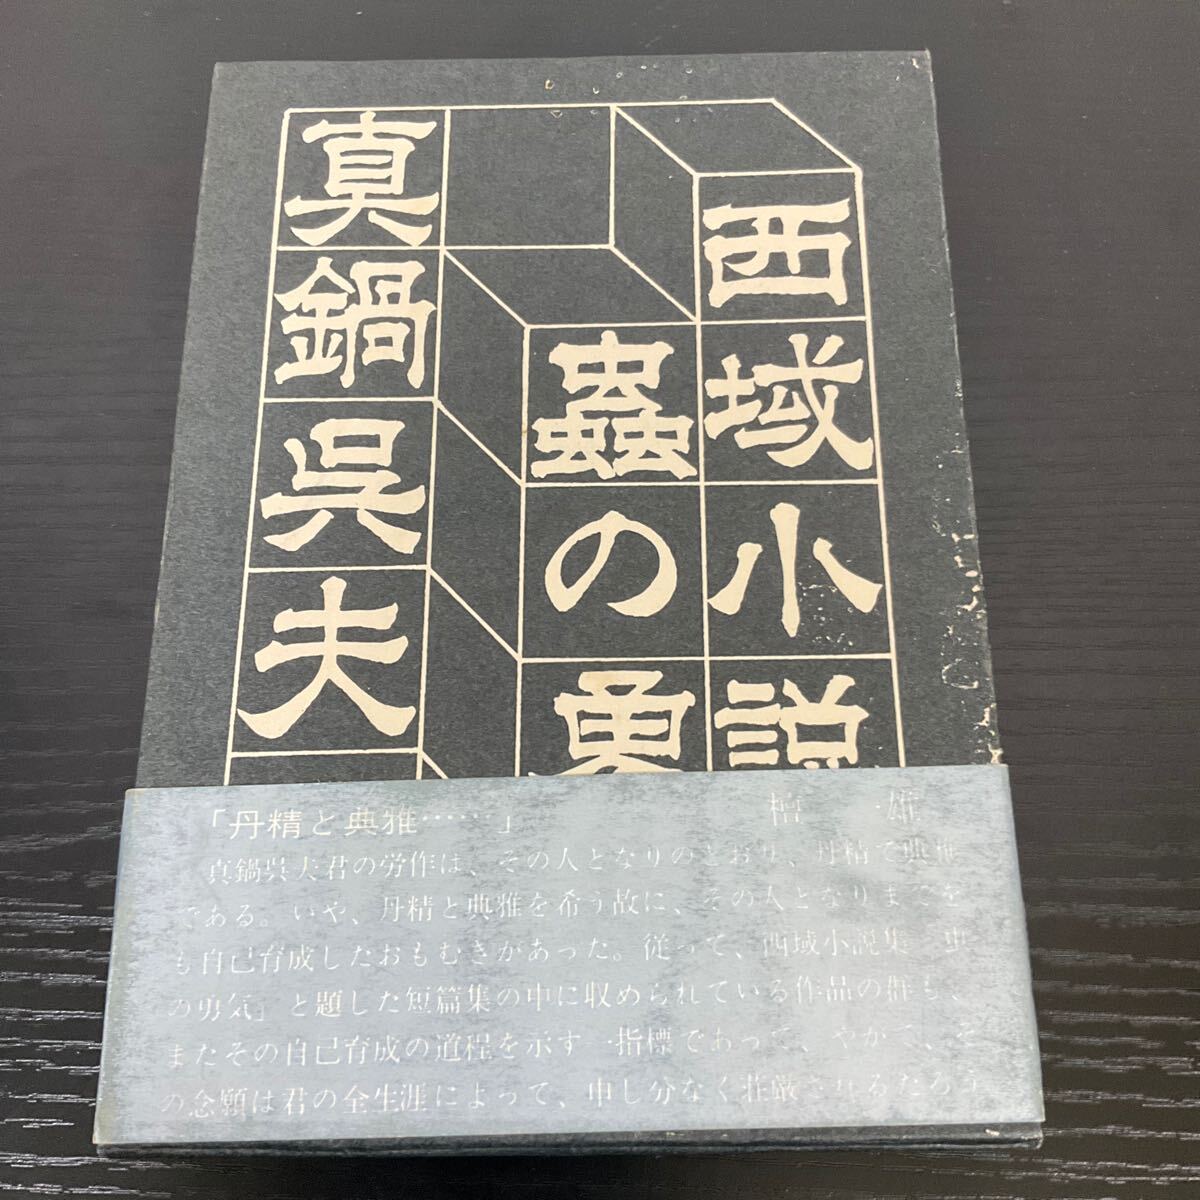 西域小説
蟲の勇
真鍋呉夫
「丹精と典雅……」
檀一雄
真鍋呉夫君の労作は、その人となりのとおり、丹精で典雅
である。いや、丹精と典雅を希う故に、その人となりまでを
も自己育成したおもむきがあった。従って、西域小説集 虫
の勇気」と題した短篇集の中に収められている作品の群も、
またその自己育成の道程を示す一指標であって、やがて、そ
の念願は君の全生涯によって、申し分なく荘厳されるだろう